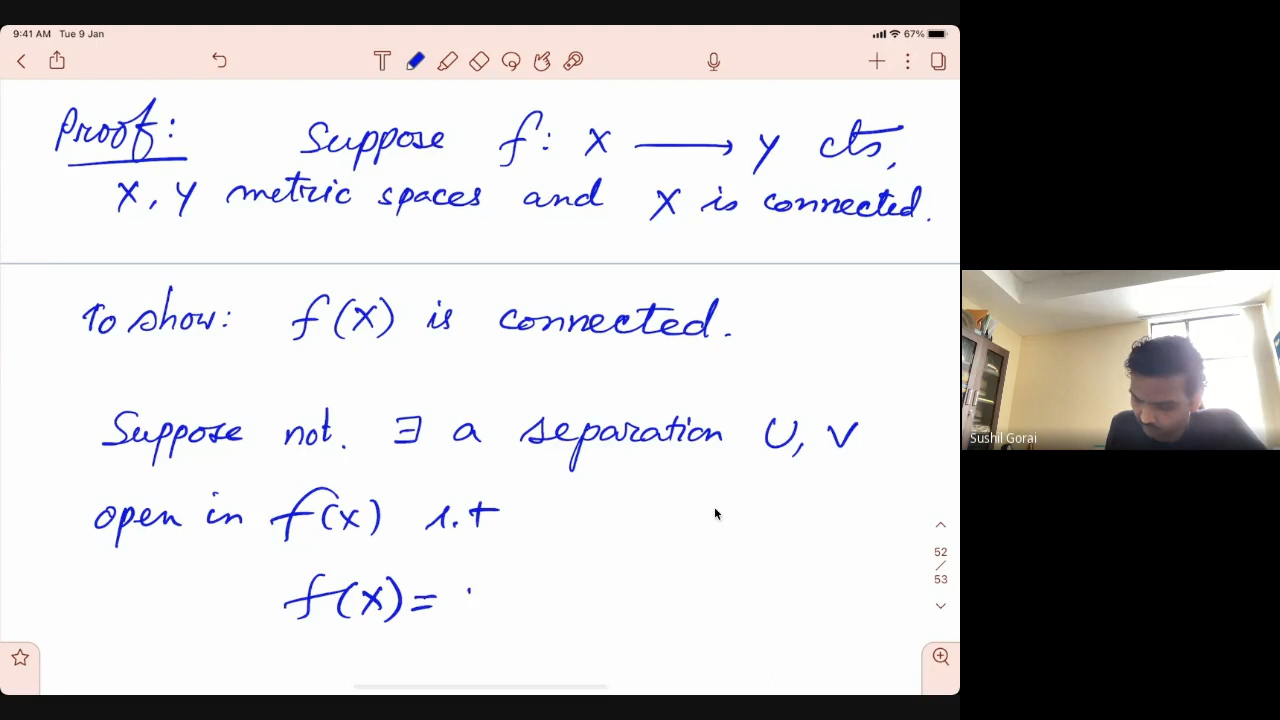 9:41 AM Tue 9 Jan
67%
Proof: Suppose f: X ⟶ Y cts,
X, Y metric spaces and X is connected.
To show: f(X) is connected.
Suppose not. ∃ a separation U, V
open in f(X) s.t
f(X) =
52
/
53
Sushil Gorai